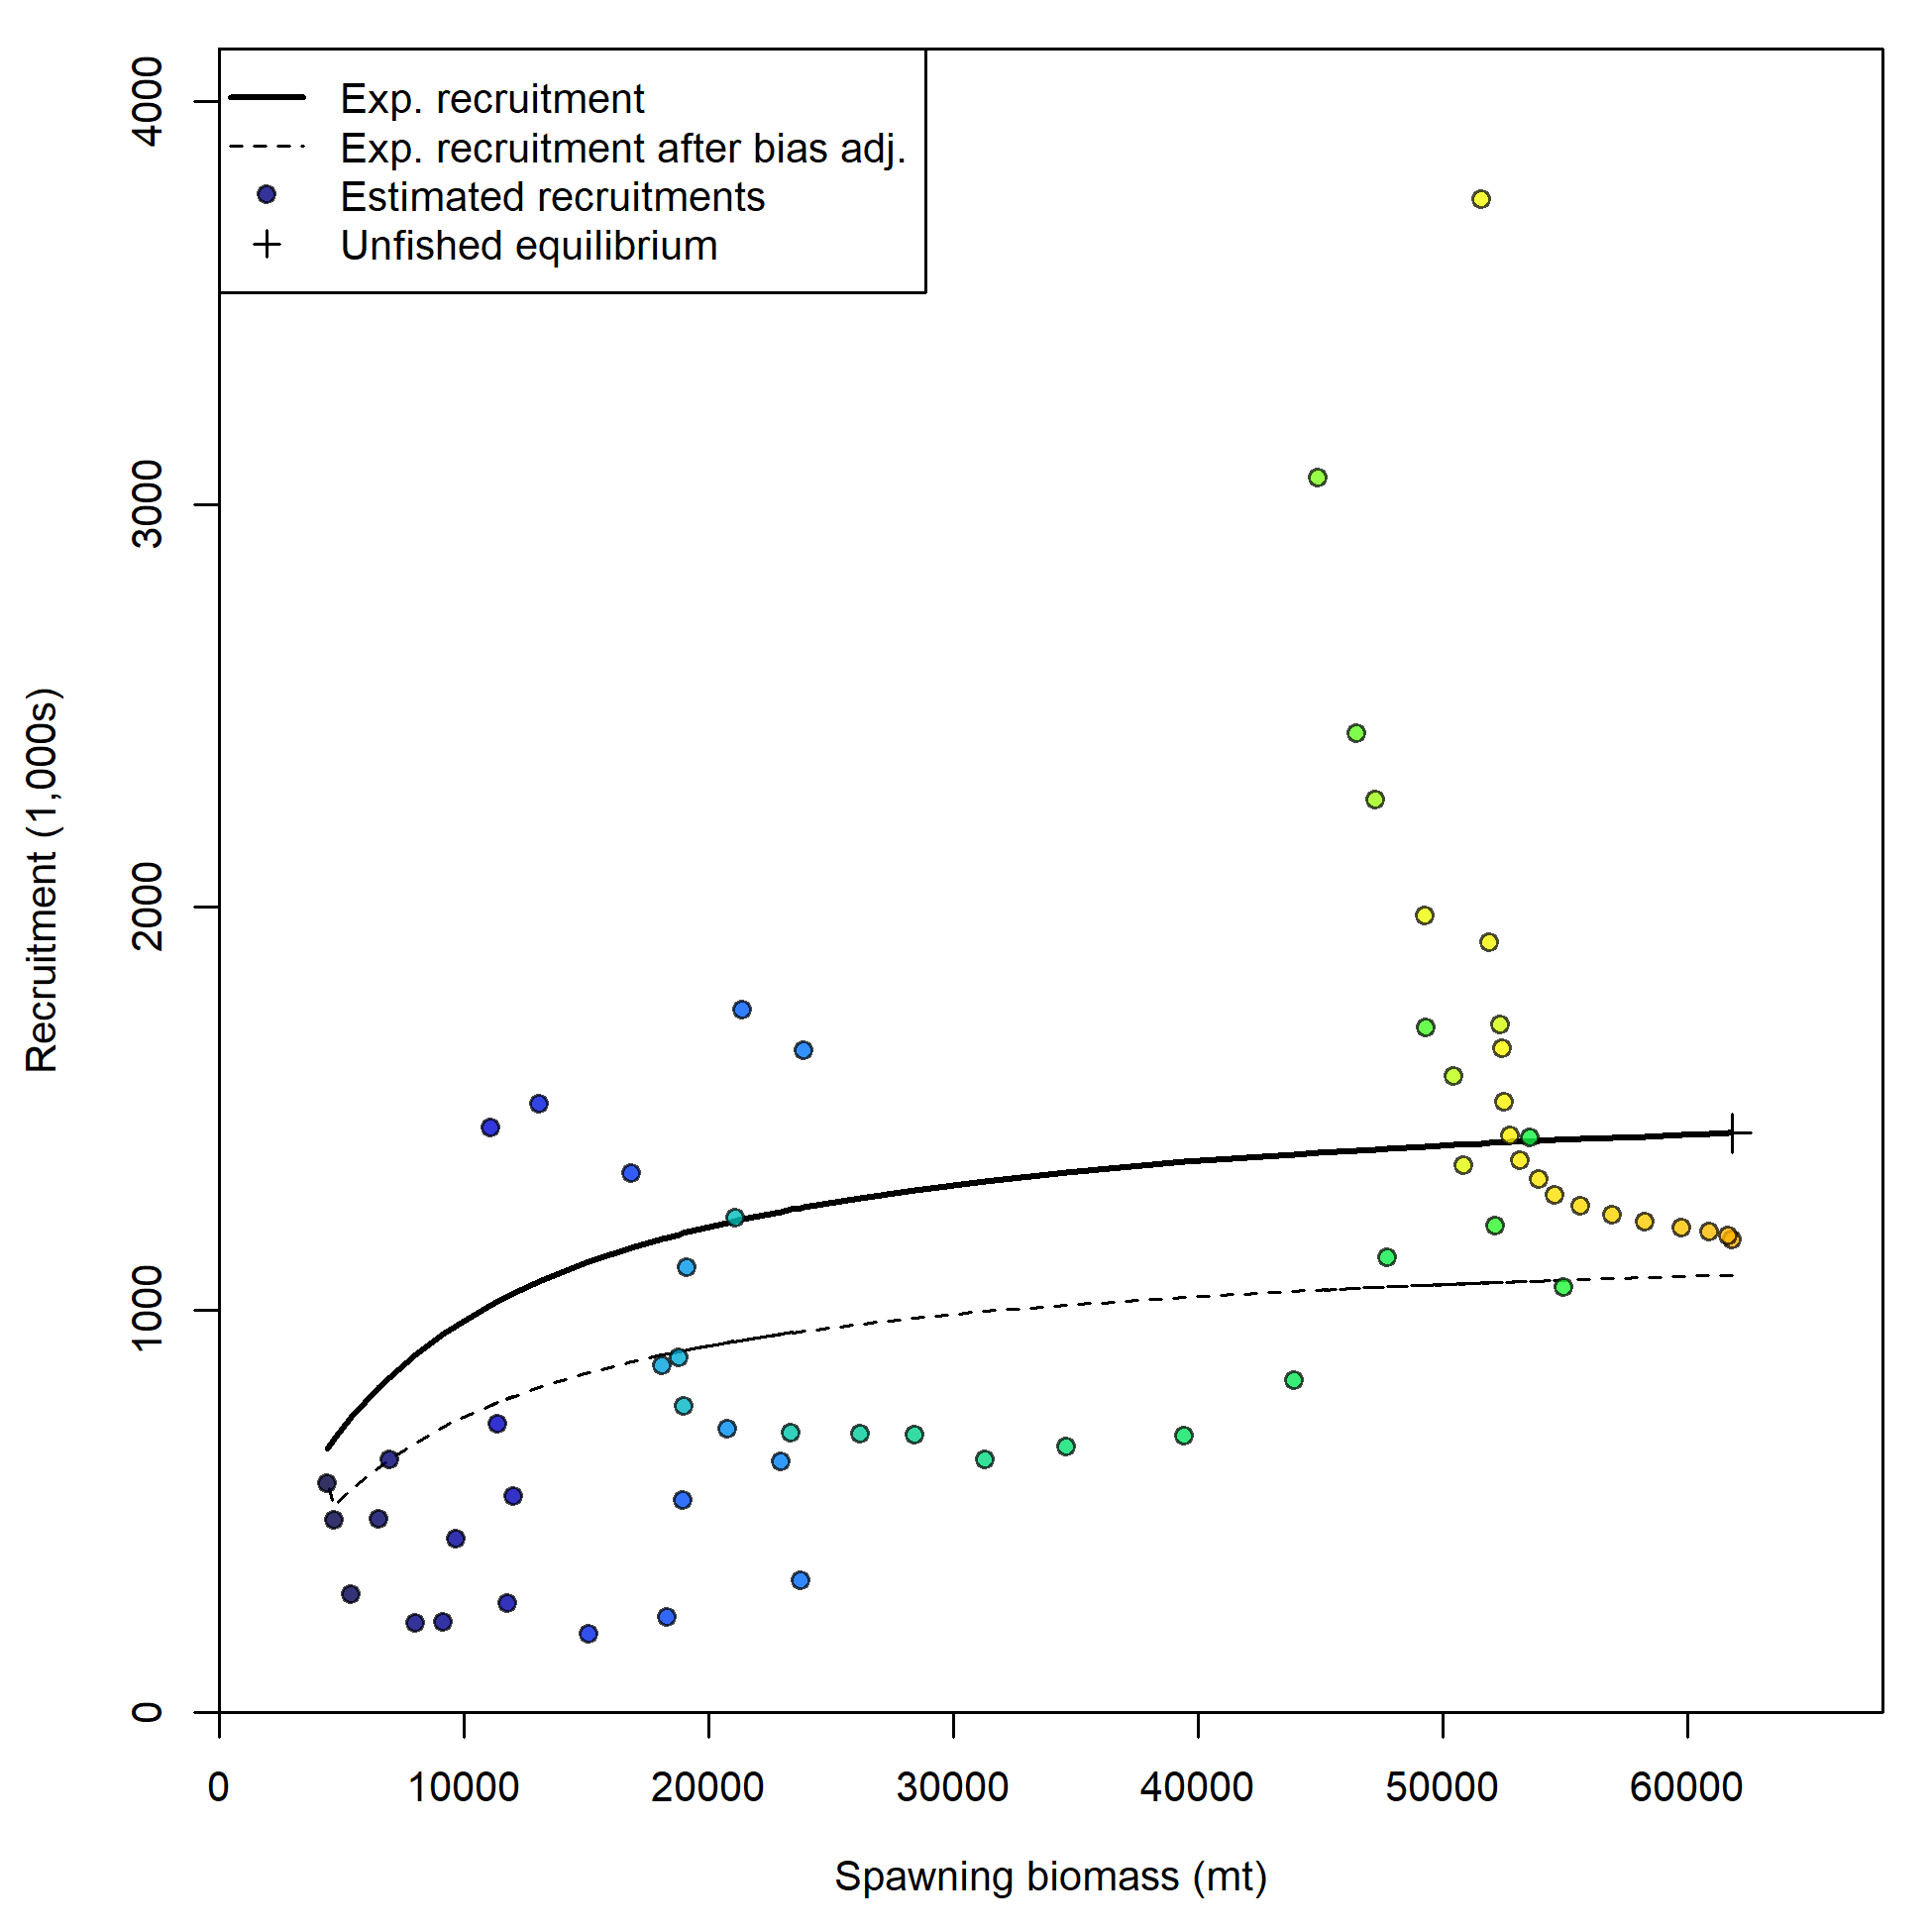 Exp. recruitment
Exp. recruitment after bias adj.
Estimated recruitments
Unfished equilibrium
4000
3000
2000
1000
0
Recruitment (1,000s)
0 10000 20000 30000 40000 50000 60000
Spawning biomass (mt)